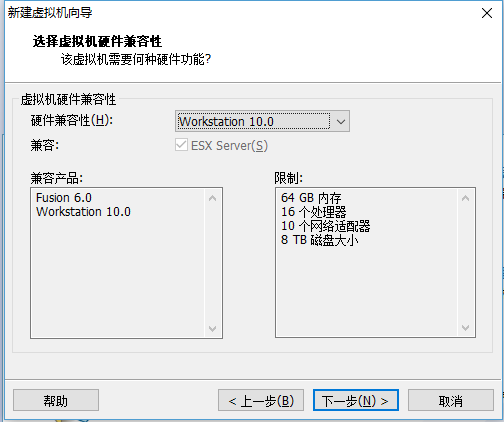 新建虚拟机向导
选择虚拟机硬件兼容性
该虚拟机需要何种硬件功能?
虚拟机硬件兼容性
硬件兼容性(H):
Workstation 10.0
兼容:
ESX Server(S)
兼容产品:
限制:
Fusion 6.0
Workstation 10.0
64 GB 内存
16 个处理器
10 个网络适配器
8 TB 磁盘大小
帮助
< 上一步(B)
下一步(N) >
取消